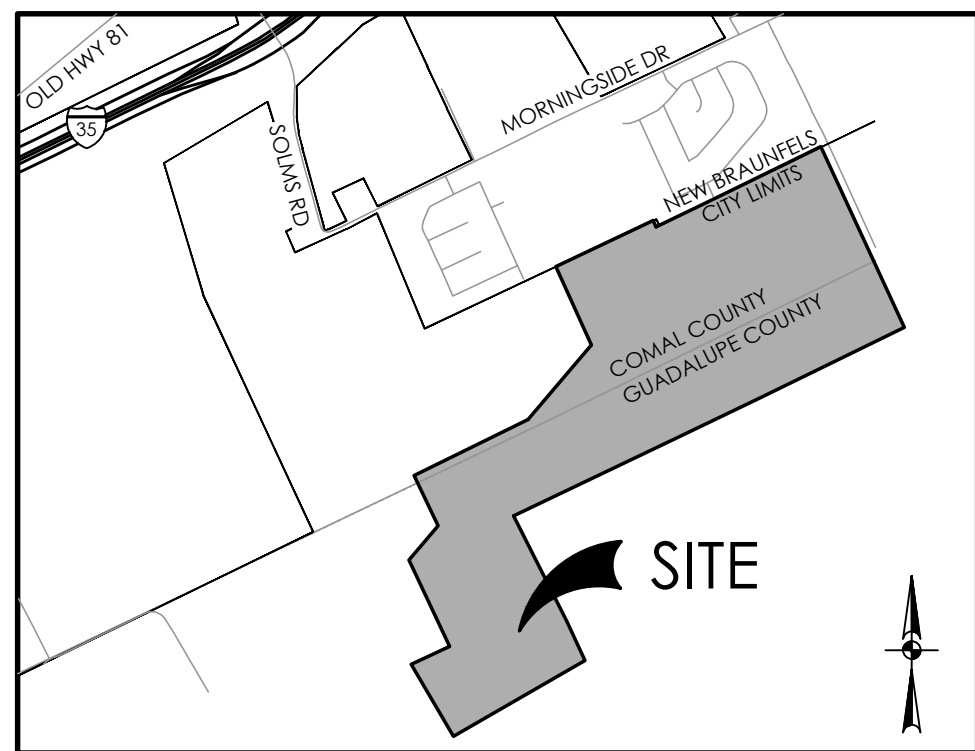 OLD HWY 81
35
SOLMS RD
MORNINGSIDE DR
NEW BRAUNFELS
CITY LIMITS
COMAL COUNTY
GUADALUPE COUNTY
SITE